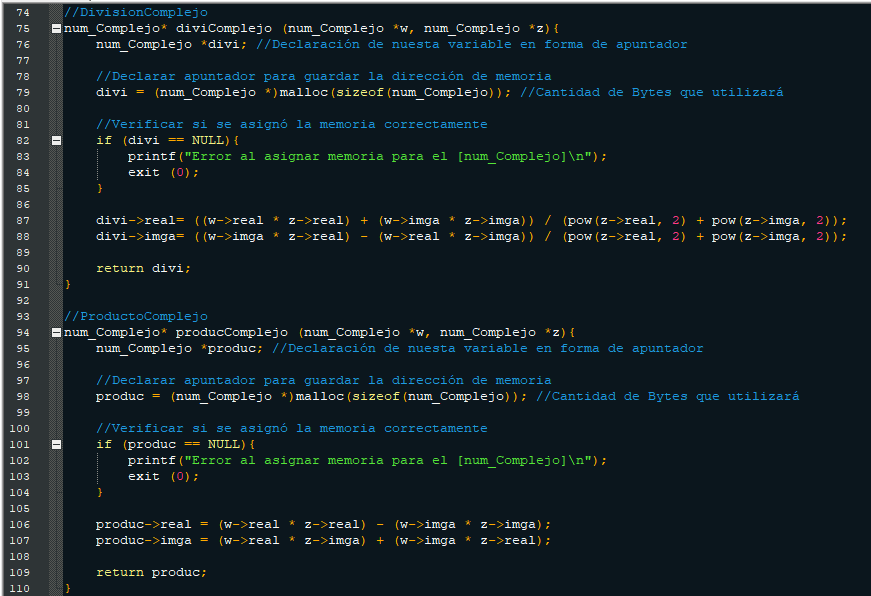 74 //DivisionComplejo
75 num_Complejo* diviComplejo (num_Complejo *w, num_Complejo *z){
76 num_Complejo *divi; //Declaración de nuesta variable en forma de apuntador
77
78 //Declarar apuntador para guardar la dirección de memoria
79 divi = (num_Complejo *)malloc(sizeof(num_Complejo)); //Cantidad de Bytes que utilizará
80
81 //Verificar si se asignó la memoria correctamente
82 if (divi == NULL){
83 printf("Error al asignar memoria para el [num_Complejo]\n");
84 exit (0);
85 }
86
87 divi->real= ((w->real * z->real) + (w->imga * z->imga)) / (pow(z->real, 2) + pow(z->imga, 2));
88 divi->imga= ((w->imga * z->real) - (w->real * z->imga)) / (pow(z->real, 2) + pow(z->imga, 2));
89
90 return divi;
91 }
92
93 //ProductoComplejo
94 num_Complejo* producComplejo (num_Complejo *w, num_Complejo *z){
95 num_Complejo *produc; //Declaración de nuesta variable en forma de apuntador
96
97 //Declarar apuntador para guardar la dirección de memoria
98 produc = (num_Complejo *)malloc(sizeof(num_Complejo)); //Cantidad de Bytes que utilizará
99
100 //Verificar si se asignó la memoria correctamente
101 if (produc == NULL){
102 printf("Error al asignar memoria para el [num_Complejo]\n");
103 exit (0);
104 }
105
106 produc->real = (w->real * z->real) - (w->imga * z->imga);
107 produc->imga = (w->real * z->imga) + (w->imga * z->real);
108
109 return produc;
110 }